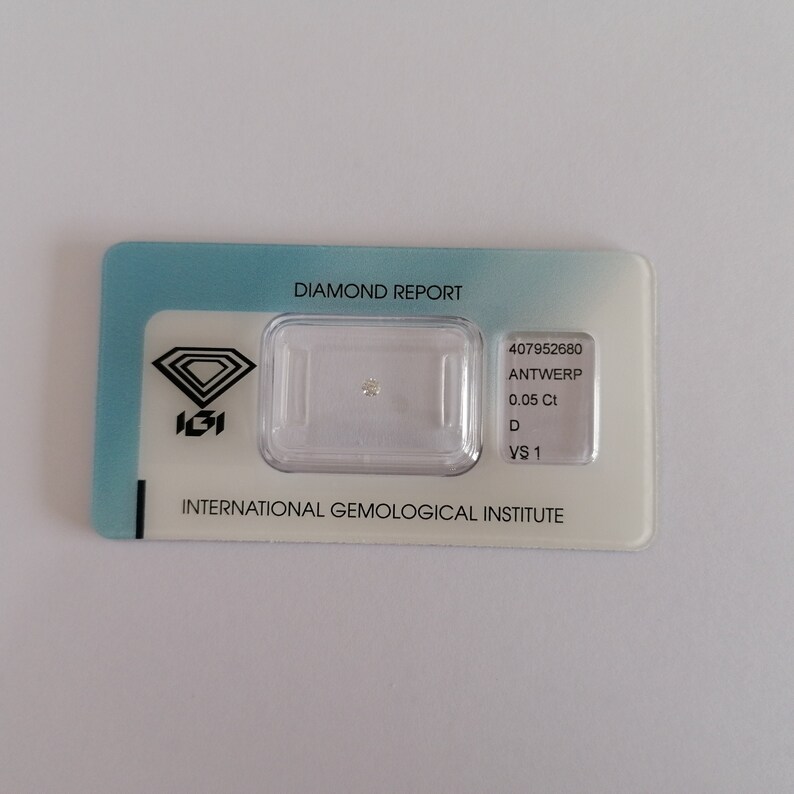 DIAMOND REPORT
IGI
407952680
ANTWERP
0.05 Ct
D
VS 1
INTERNATIONAL GEMOLOGICAL INSTITUTE